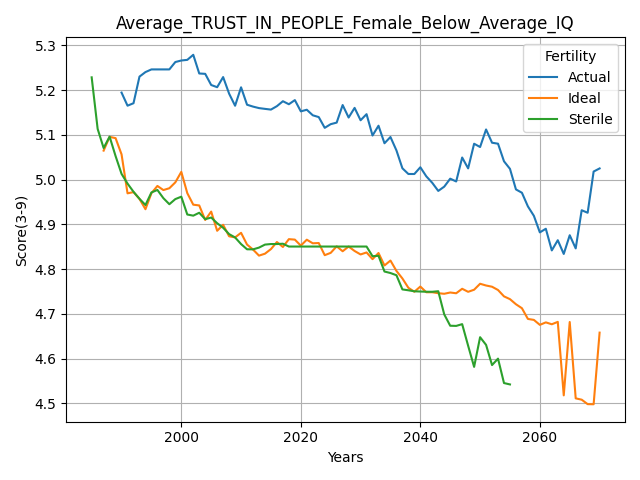 Average_TRUST_IN_PEOPLE_Female_Below_Average_IQ
Fertility
Actual
Ideal
Sterile
Score(3-9)
5.3
5.2
5.1
5.0
4.9
4.8
4.7
4.6
4.5
2000 2020 2040 2060
Years